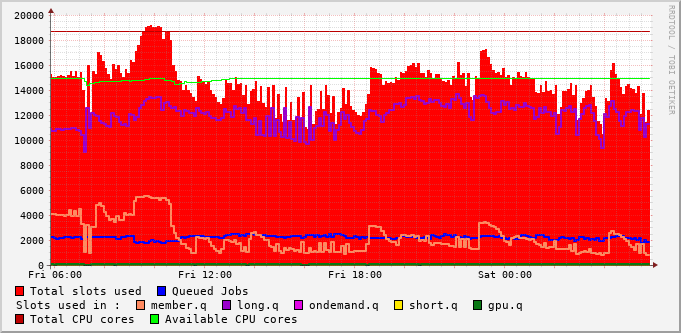 20000
18000
16000
14000
12000
10000
8000
6000
4000
2000
0
Fri 06:00 Fri 12:00 Fri 18:00 Sat 00:00
Total slots used Queued Jobs
Slots used in : member.q long.q ondemand.q short.q gpu.q
Total CPU cores Available CPU cores
RRDTOOL / TOBI OETIKER